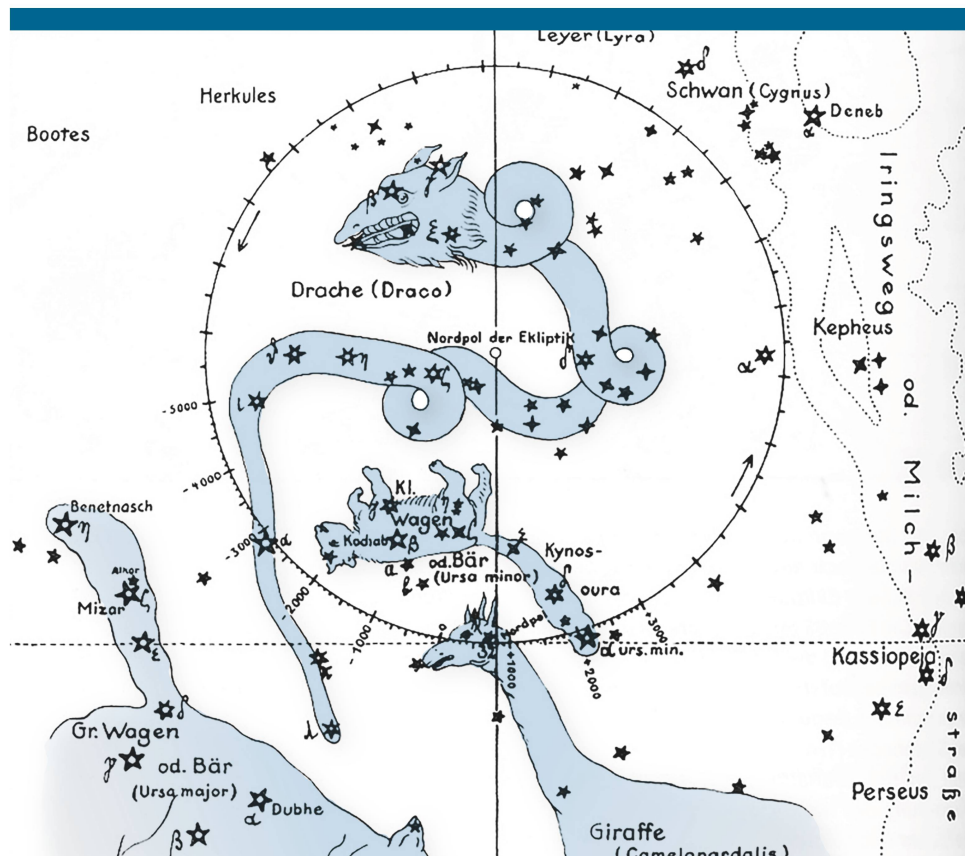 Leyer (Lyra)
δ
Schwan (Cygnus)
Herkules
Deneb
α
Bootes
γ
β
ξ
Drache (Draco)
Iringsweg od. Milch-
straße
Kepheus
Nordpol der Ekliptik
δ
α
ϑ
η
ζ
ι
-5000
-4000
-3000
-2000
-1000
0
+1000
+2000
+3000
Benetnasch
η
Kl.
γ
η
Wagen
ζ
Kochab
β
od. Bär
(Ursa minor)
α
b
ε
Kynos-
oura
δ
α
β
Alkor
Mizar
ζ
ε
Nordpol
α urs. min.
γ
Kassiopeja
δ
ε
δ
λ
Gr. Wagen
γ
od. Bär
(Ursa major)
α
Dubhe
β
Perseus
Giraffe
(Camelopardalis)